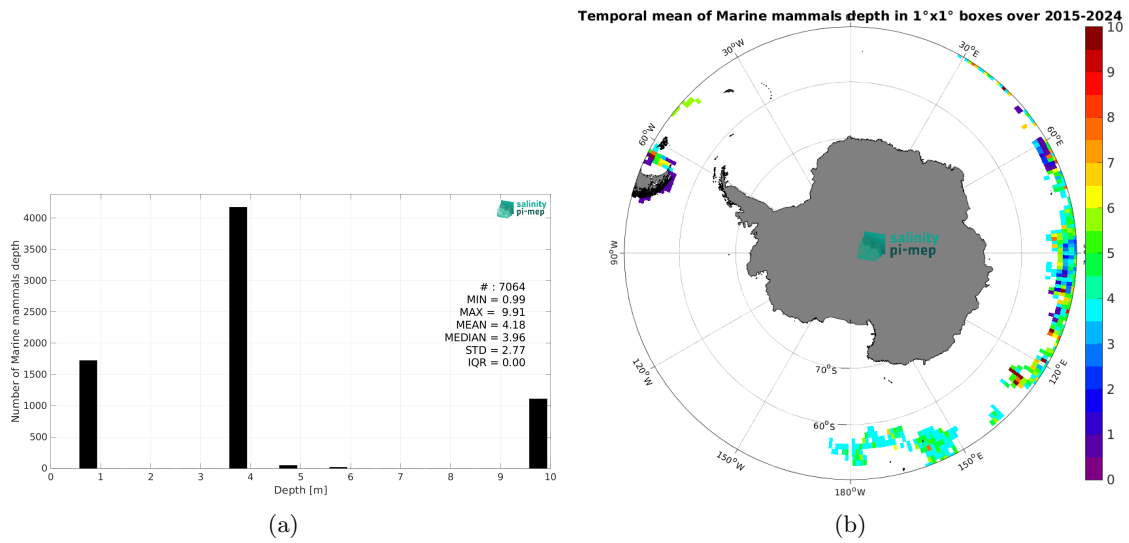 4000
3500
3000
2500
2000
1500
1000
500
0
Number of Marine mammals depth
0 1 2 3 4 5 6 7 8 9 10
Depth [m]
salinity
pi-mep
# : 7064
MIN = 0.99
MAX = 9.91
MEAN = 4.18
MEDIAN = 3.96
STD = 2.77
IQR = 0.00
(a)
Temporal mean of Marine mammals depth in 1°x1° boxes over 2015-2024
30°W
30°E
60°W
60°E
90°W
120°W
120°E
150°W
150°E
180°W
70°S
60°S
salinity
pi-mep
10
9
8
7
6
5
4
3
2
1
0
(b)